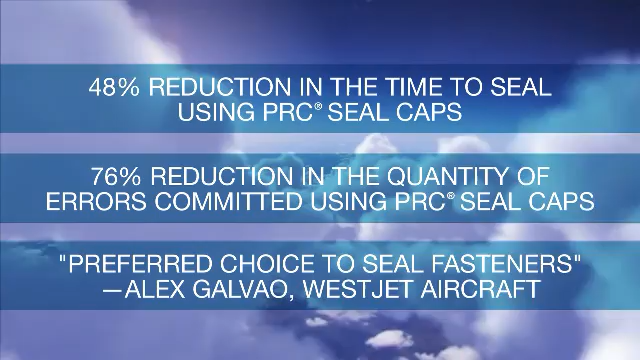 48% REDUCTION IN THE TIME TO SEAL
USING PRC® SEAL CAPS
76% REDUCTION IN THE QUANTITY OF
ERRORS COMMITTED USING PRC® SEAL CAPS
"PREFERRED CHOICE TO SEAL FASTENERS"
—ALEX GALVAO, WESTJET AIRCRAFT